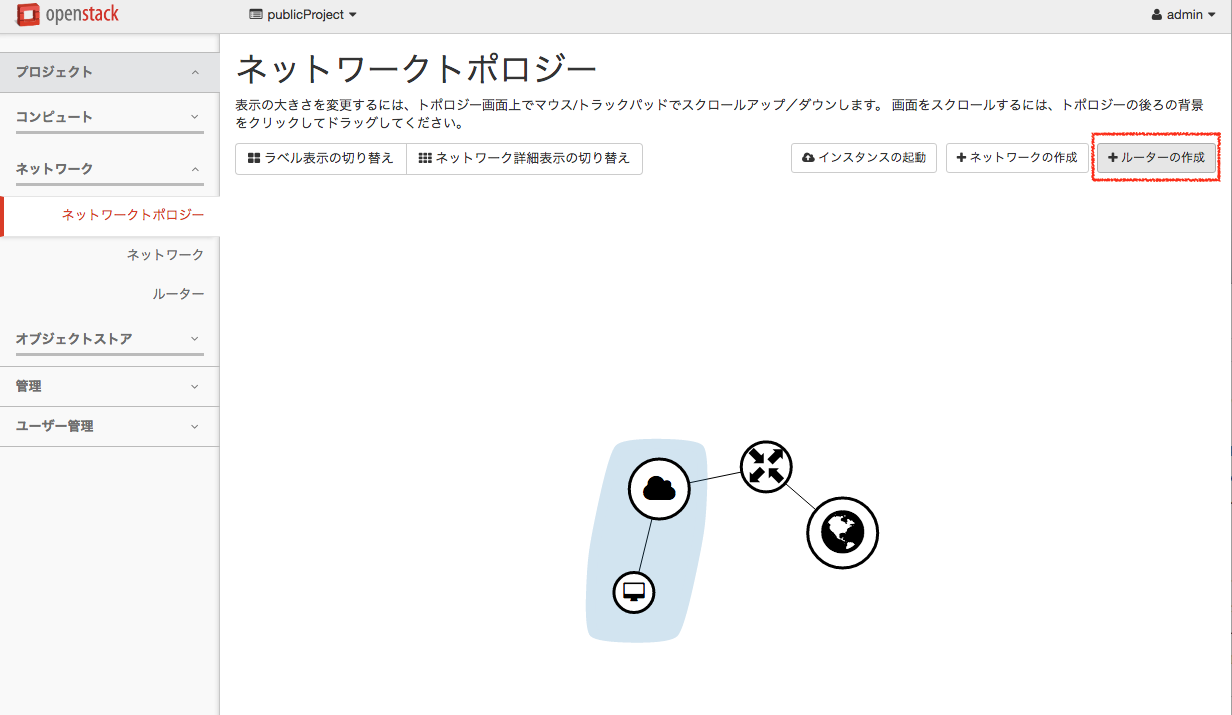 openstack
publicProject
admin
プロジェクト
コンピュート
ネットワーク
ネットワークトポロジー
ネットワーク
ルーター
オブジェクトストア
管理
ユーザー管理
ネットワークトポロジー
表示の大きさを変更するには、トポロジー画面上でマウス/トラックパッドでスクロールアップ／ダウンします。 画面をスクロールするには、トポロジーの後ろの背景
をクリックしてドラッグしてください。
ラベル表示の切り替え
ネットワーク詳細表示の切り替え
インスタンスの起動
+ネットワークの作成
+ルーターの作成